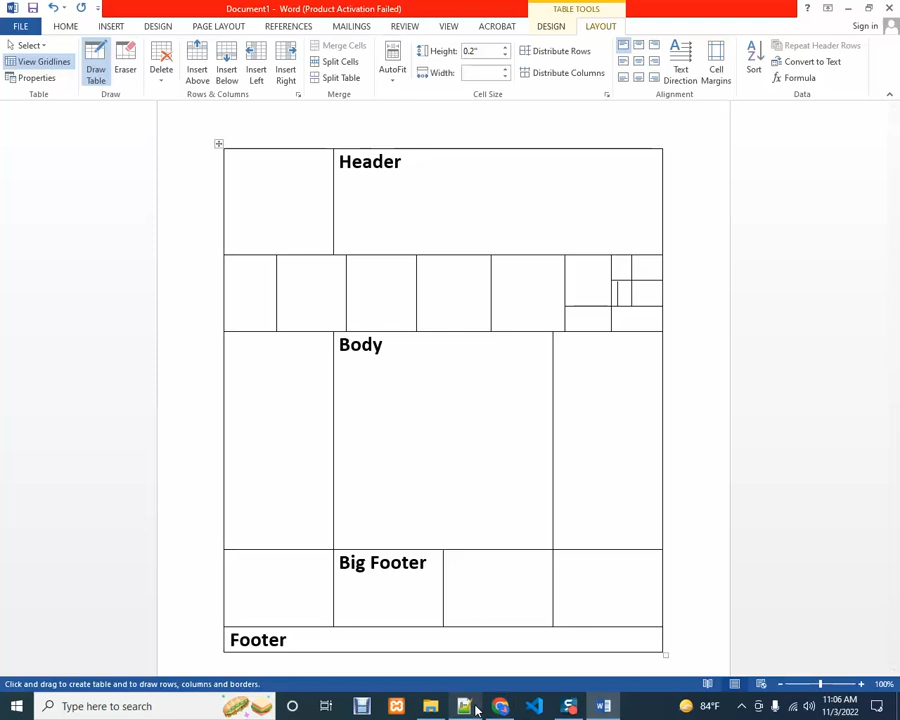 Document1 - Word (Product Activation Failed)
TABLE TOOLS
FILE HOME INSERT DESIGN PAGE LAYOUT REFERENCES MAILINGS REVIEW VIEW ACROBAT DESIGN LAYOUT Sign in
Select
View Gridlines
Properties
Table
Draw Table
Eraser
Draw
Delete
Insert Above
Insert Below
Insert Left
Insert Right
Rows & Columns
Merge Cells
Split Cells
Split Table
Merge
AutoFit
Height: 0.2"
Width:
Distribute Rows
Distribute Columns
Cell Size
Text Direction
Cell Margins
Alignment
Sort
Repeat Header Rows
Convert to Text
Formula
Data
Header
Body
Big Footer
Footer
Click and drag to create table and to draw rows, columns and borders.
100%
Type here to search
84°F
11:06 AM
11/3/2022